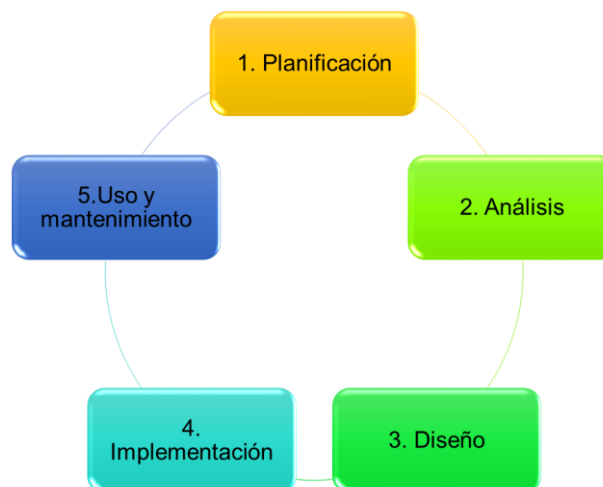 1. Planificación
2. Análisis
3. Diseño
4.
Implementación
5.Uso y
mantenimiento